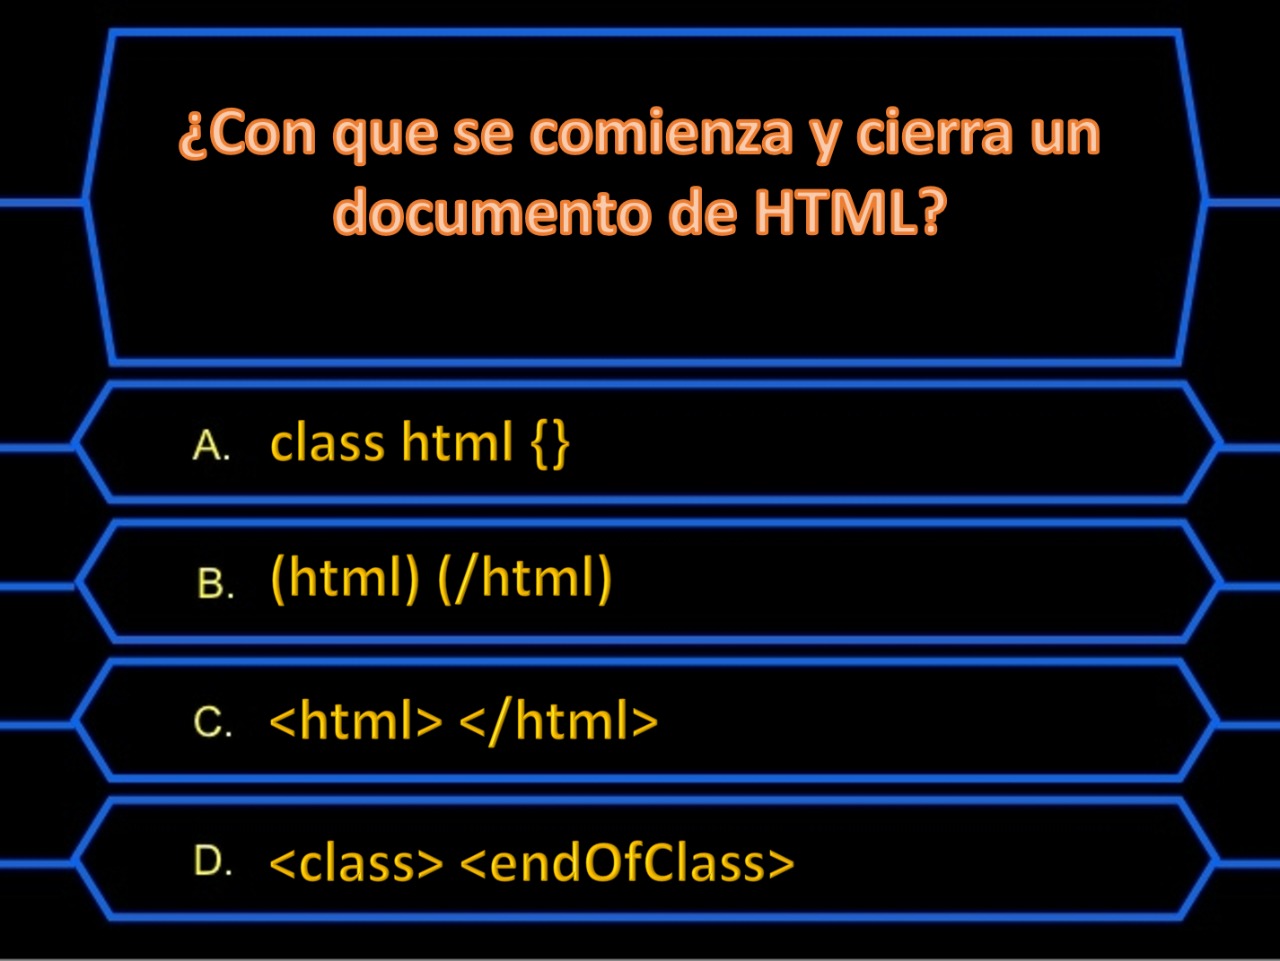 ¿Con que se comienza y cierra un
documento de HTML?
A. class html {}
B. (html) (/html)
C. <html> </html>
D. <class> <endOfClass>